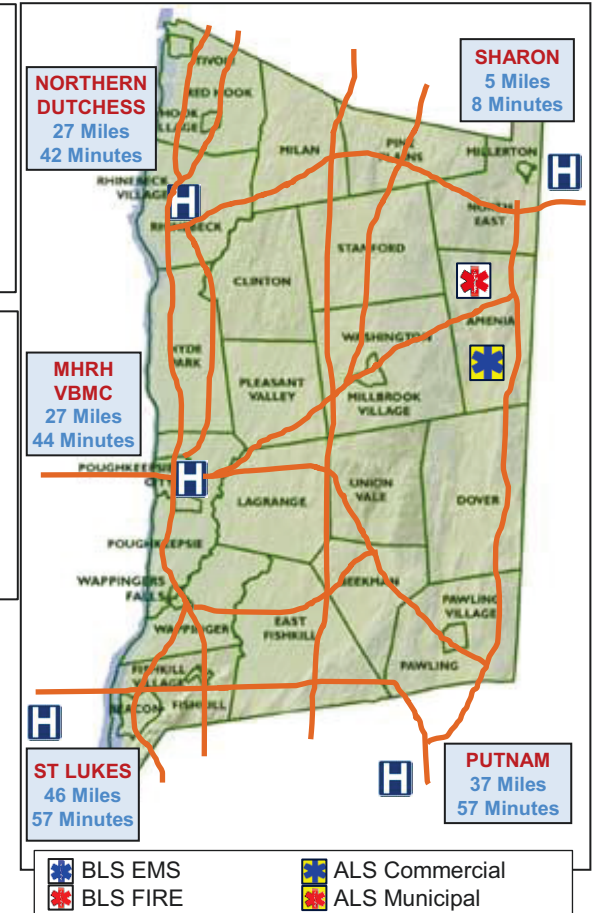 NORTHERN
DUTCHESS
27 Miles
42 Minutes
SHARON
5 Miles
8 Minutes
TIVOLI
RED HOOK
HOOK
VILLAGE
MILAN
PINE
PLAINS
MILLERTON
H
RHINEBECK
VILLAGE
H
NORTH
EAST
RHINEBECK
STANFORD
CLINTON
AMENIA
WASHINGTON
HYDE
PARK
MHRH
VBMC
27 Miles
44 Minutes
PLEASANT
VALLEY
MILLBROOK
VILLAGE
POUGHKEEPSIE
CITY
H
LAGRANGE
UNION
VALE
DOVER
POUGHKEEPSIE
WAPPINGERS
FALLS
BEEKMAN
PAWLING
VILLAGE
WAPPINGER
EAST
FISHKILL
PAWLING
FISHKILL
VILLAGE
BEACON
FISHKILL
H
H
ST LUKES
46 Miles
57 Minutes
PUTNAM
37 Miles
57 Minutes
BLS EMS
ALS Commercial
BLS FIRE
ALS Municipal